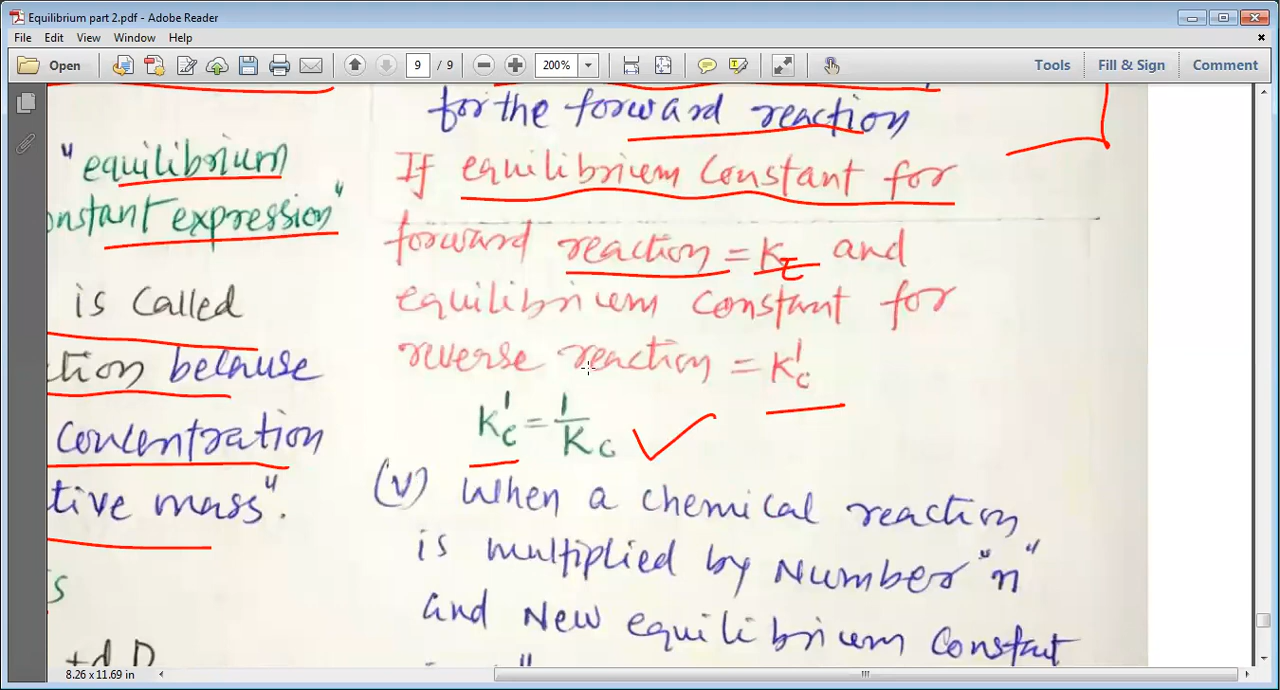 Equilibrium part 2.pdf - Adobe Reader
File Edit View Window Help
Open 9 / 9 200% Tools Fill & Sign Comment
"equilibrium
onstant expression"
is called
ction because
concentration
tive mass".
s
+d D
for the forward reaction
If equilibrium constant for
forward reaction = Kc and
equilibrium constant for
reverse reaction = K'c
K'c = 1/Kc
(v) When a chemical reaction
is multiplied by Number "n"
and New equilibrium constant
8.26 x 11.69 in